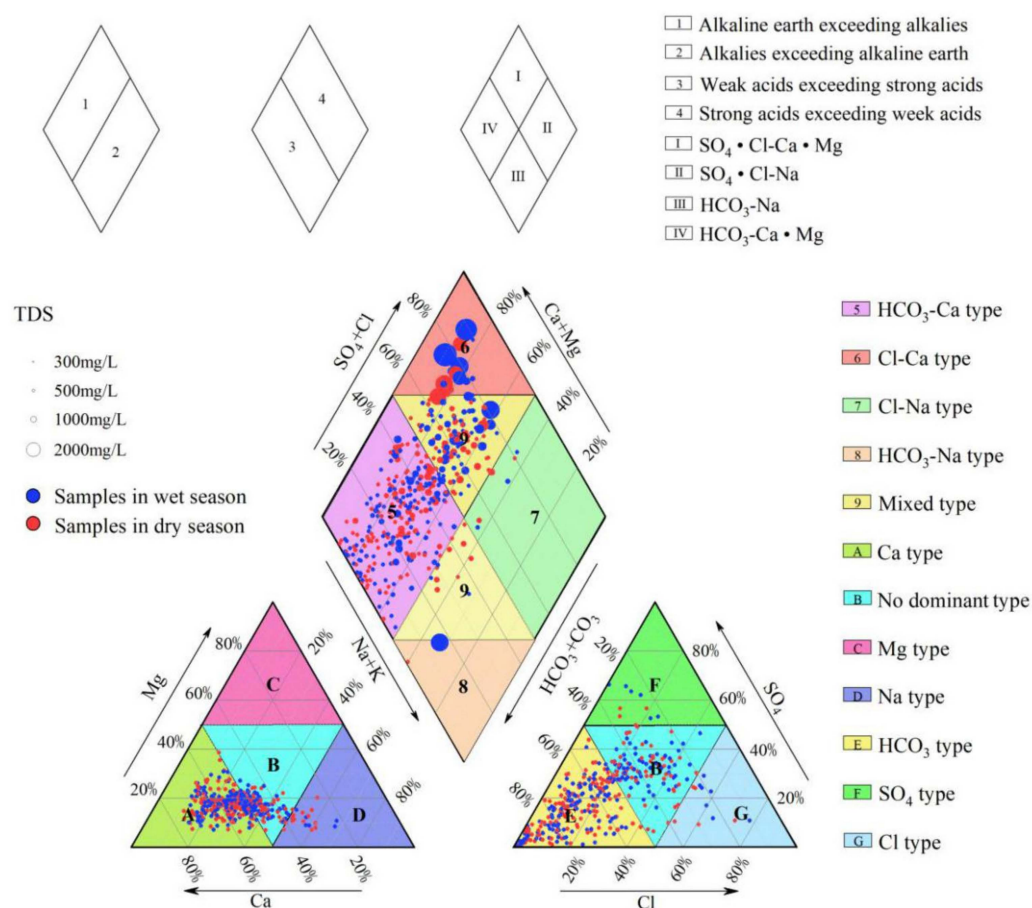 1
2
3
4
I
II
III
IV
1 Alkaline earth exceeding alkalies
2 Alkalies exceeding alkaline earth
3 Weak acids exceeding strong acids
4 Strong acids exceeding week acids
I SO₄ • Cl-Ca • Mg
II SO₄ • Cl-Na
III HCO₃-Na
IV HCO₃-Ca • Mg
TDS
300mg/L
500mg/L
1000mg/L
2000mg/L
Samples in wet season
Samples in dry season
SO₄+Cl
20%
40%
60%
80%
Ca+Mg
80%
60%
40%
20%
Na+K
HCO₃+CO₃
6
9
5
7
9
8
Mg
20%
40%
60%
80%
20%
40%
60%
80%
C
B
A
D
80%
60%
40%
20%
Ca
SO₄
80%
60%
40%
20%
20%
40%
60%
80%
F
B
E
G
20%
40%
60%
80%
Cl
5 HCO₃-Ca type
6 Cl-Ca type
7 Cl-Na type
8 HCO₃-Na type
9 Mixed type
A Ca type
B No dominant type
C Mg type
D Na type
E HCO₃ type
F SO₄ type
G Cl type